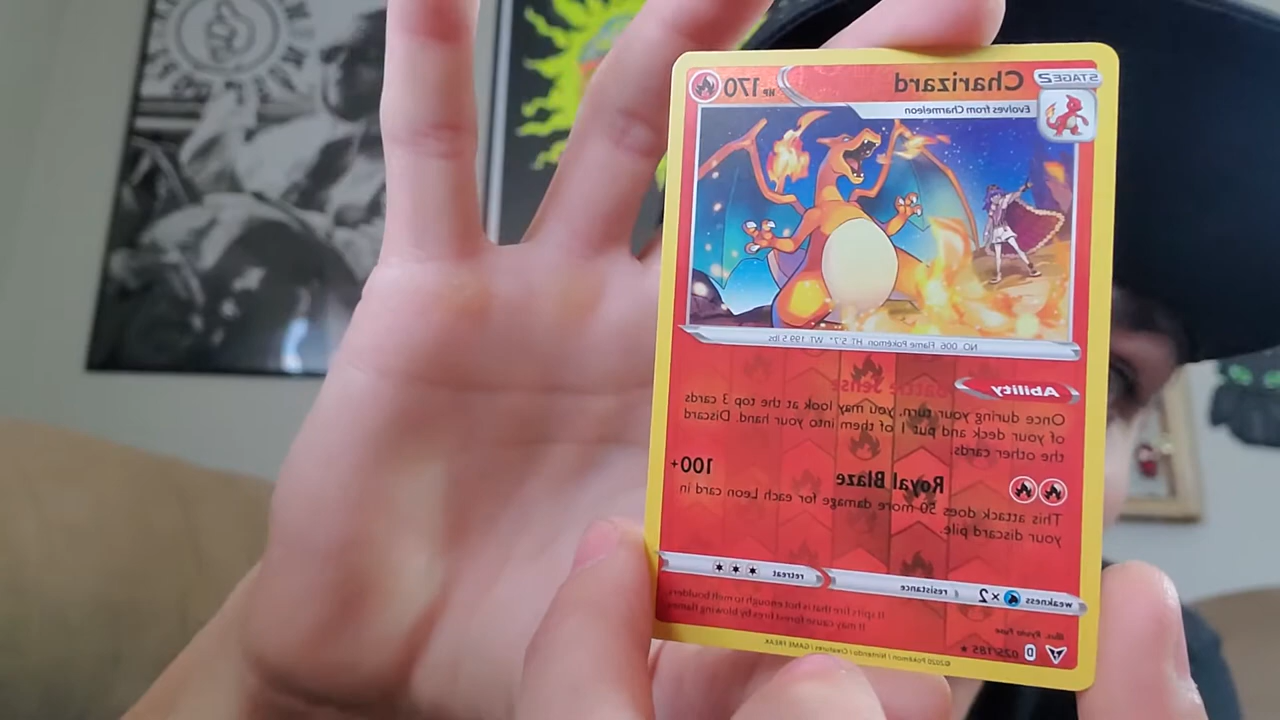 STAGE2
Charizard
HP 170
Evolves from Charmeleon
NO. 006 Flame Pokémon HT: 5'7" WT: 199.5 lbs
Ability
Battle Sense
Once during your turn, you may look at the top 3 cards
of your deck and put 1 of them into your hand. Discard
the other cards.
Royal Blaze 100+
This attack does 50 more damage for each Leon card in
your discard pile.
weakness ×2 resistance retreat
It spits fire that is hot enough to melt boulders.
It may cause forest fires by blowing flames.
Illus. Ryuta Fuse
D 025/185 ★
©2020 Pokémon / Nintendo / Creatures / GAME FREAK